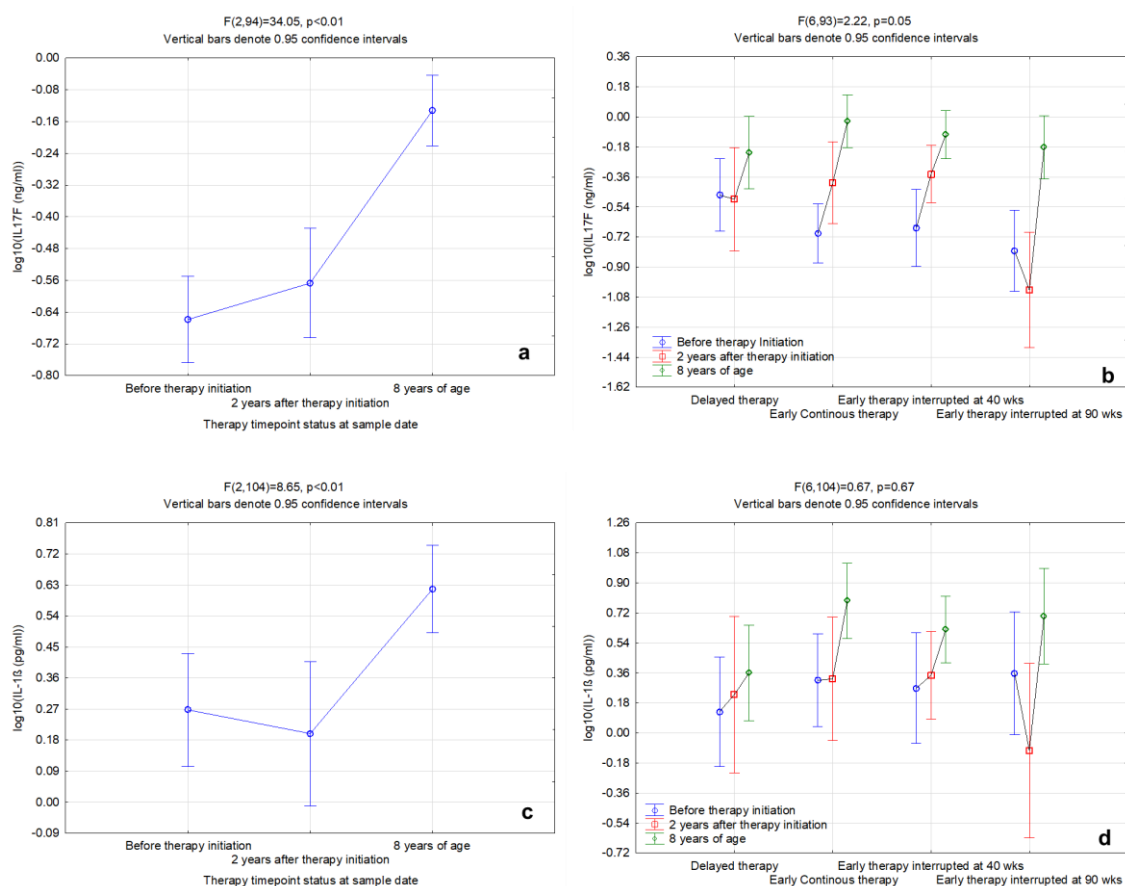 F(2,94)=34.05, p<0.01
Vertical bars denote 0.95 confidence intervals
0.00
-0.08
-0.16
-0.24
-0.32
-0.40
-0.48
-0.56
-0.64
-0.72
-0.80
log10(IL17F (ng/ml))
a
Before therapy initiation
8 years of age
2 years after therapy initiation
Therapy timepoint status at sample date
F(6,93)=2.22, p=0.05
Vertical bars denote 0.95 confidence intervals
0.36
0.18
0.00
-0.18
-0.36
-0.54
-0.72
-0.90
-1.08
-1.26
-1.44
-1.62
log10(IL17F (ng/ml))
Before therapy Initiation
2 years after therapy initiation
8 years of age
b
Delayed therapy
Early therapy interrupted at 40 wks
Early Continous therapy
Early therapy interrupted at 90 wks
F(2,104)=8.65, p<0.01
Vertical bars denote 0.95 confidence intervals
0.81
0.72
0.63
0.54
0.45
0.36
0.27
0.18
0.09
0.00
-0.09
log10((IL-1ß (pg/ml))
c
Before therapy initiation
8 years of age
2 years after therapy initiation
Therapy timepoint status at sample date
F(6,104)=0.67, p=0.67
Vertical bars denote 0.95 confidence intervals
1.26
1.08
0.90
0.72
0.54
0.36
0.18
0.00
-0.18
-0.36
-0.54
-0.72
log10((IL-1ß (pg/ml))
Before therapy initiation
2 years after therapy initiation
8 years of age
d
Delayed therapy
Early therapy interrupted at 40 wks
Early Continous therapy
Early therapy interrupted at 90 wks